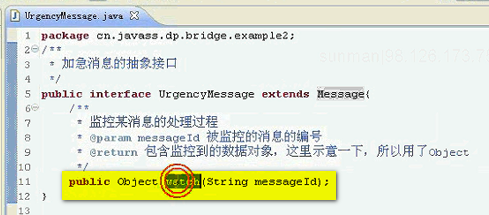 UrgencyMessage.java
1 package cn.javass.dp.bridge.example2;
2 /**
3 * 加急消息的抽象接口
4 */
5 public interface UrgencyMessage extends Message{
6 /**
7 * 监控某消息的处理过程
8 * @param messageId 被监控的消息的编号
9 * @return 包含监控到的数据对象，这里示意一下，所以用了Object
10 */
11 public Object watch(String messageId);
12 }